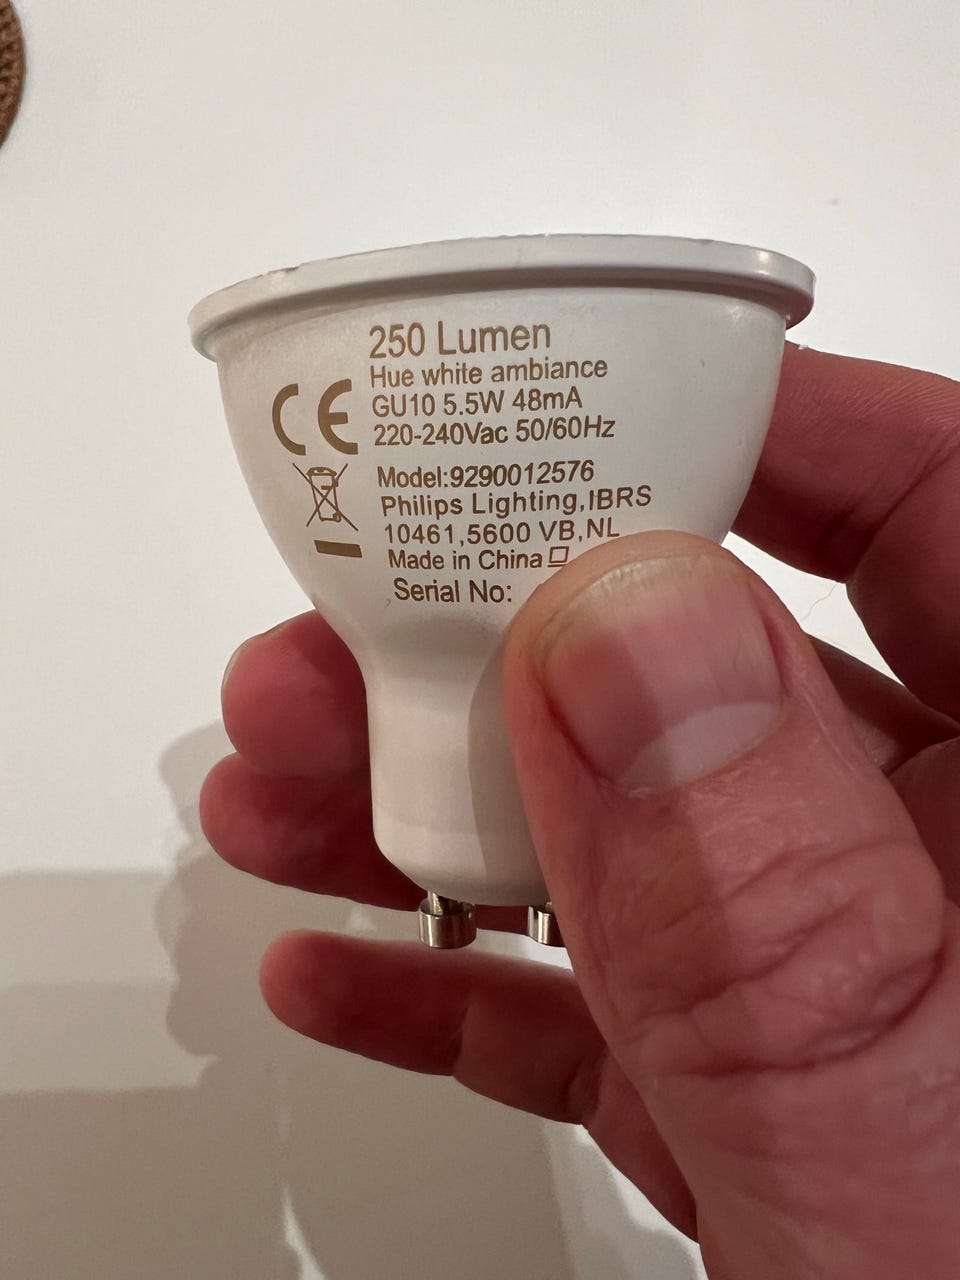 250 Lumen
Hue white ambiance
CE
GU10 5.5W 48mA
220-240Vac 50/60Hz
Model:9290012576
Philips Lighting,IBRS
10461,5600 VB,NL
Made in China
Serial No: